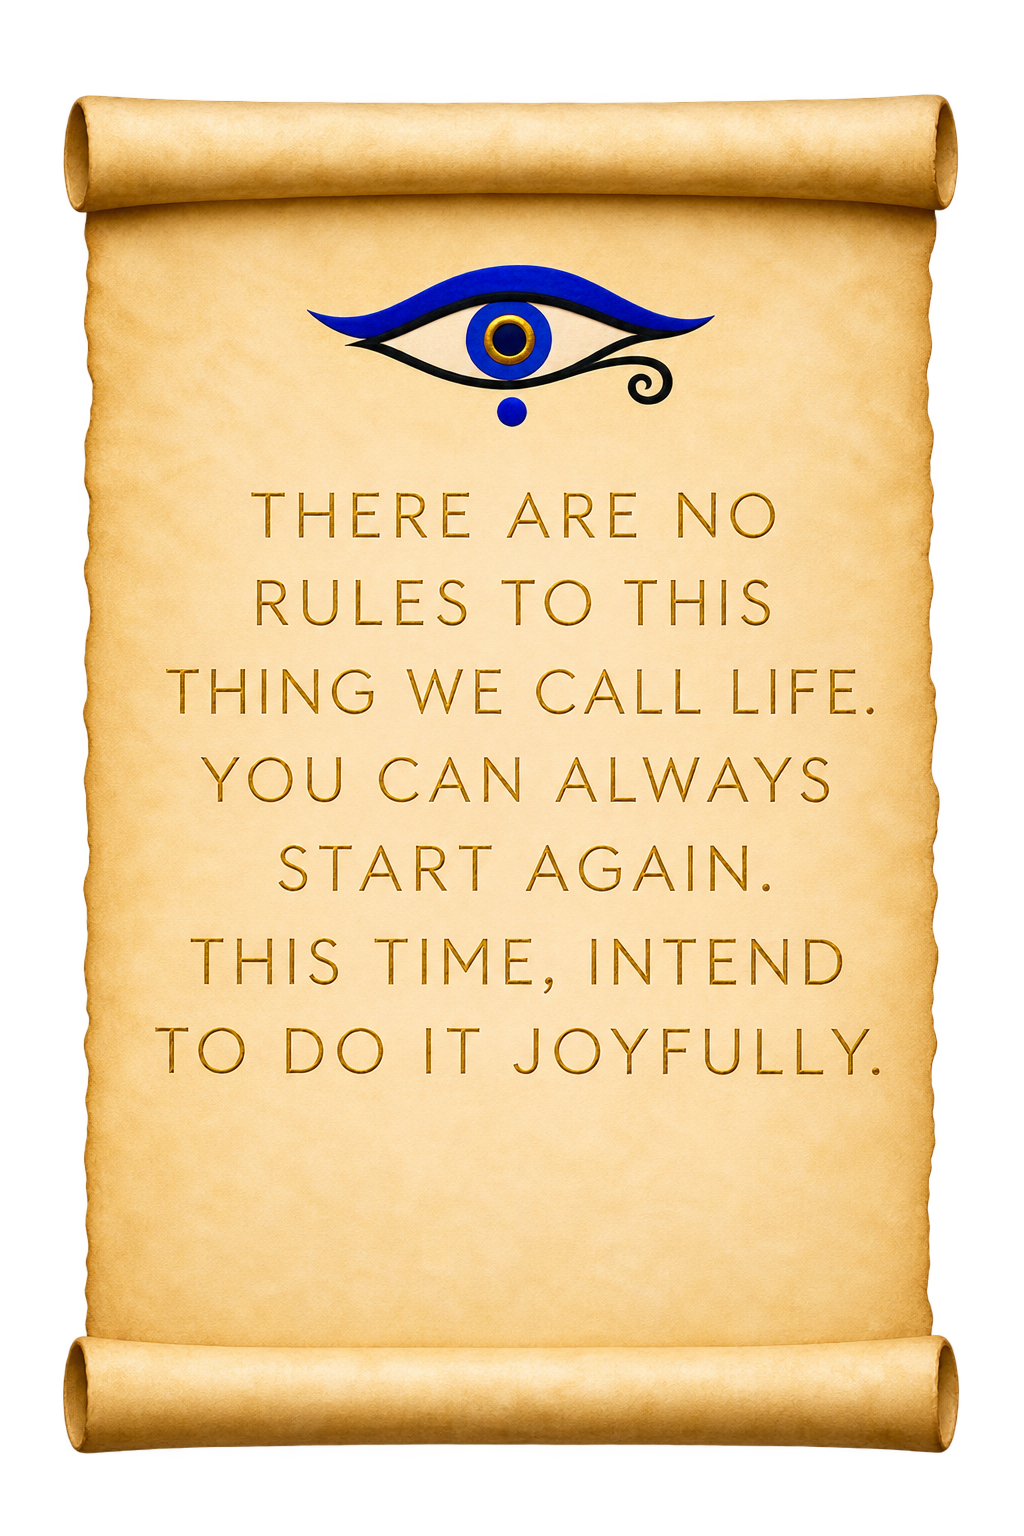 THERE ARE NO
RULES TO THIS
THING WE CALL LIFE.
YOU CAN ALWAYS
START AGAIN.
THIS TIME, INTEND
TO DO IT JOYFULLY.